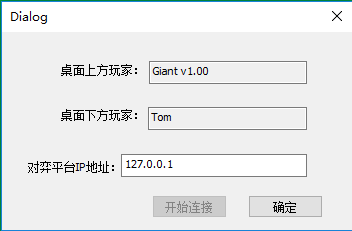 Dialog
桌面上方玩家： Giant v1.00
桌面下方玩家： Tom
对弈平台IP地址： 127.0.0.1
开始连接 确定